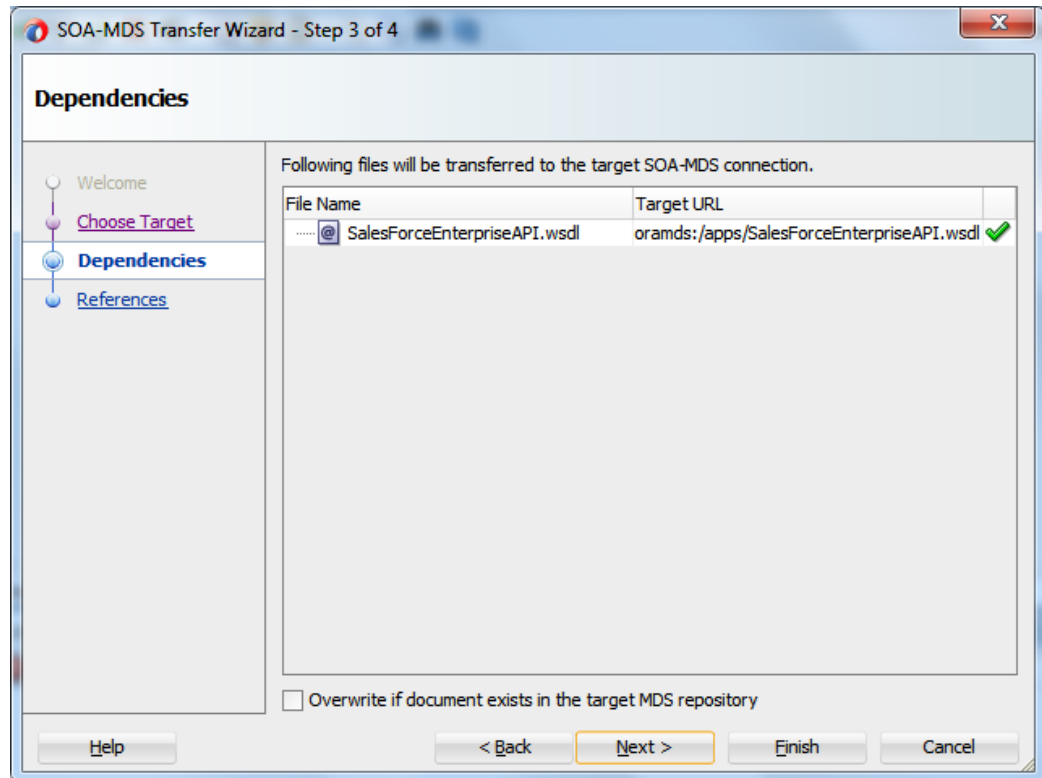 SOA-MDS Transfer Wizard - Step 3 of 4
Dependencies
Welcome
Choose Target
Dependencies
References
Following files will be transferred to the target SOA-MDS connection.
File Name Target URL
SalesForceEnterpriseAPI.wsdl oramds:/apps/SalesForceEnterpriseAPI.wsdl
Overwrite if document exists in the target MDS repository
Help < Back Next > Finish Cancel